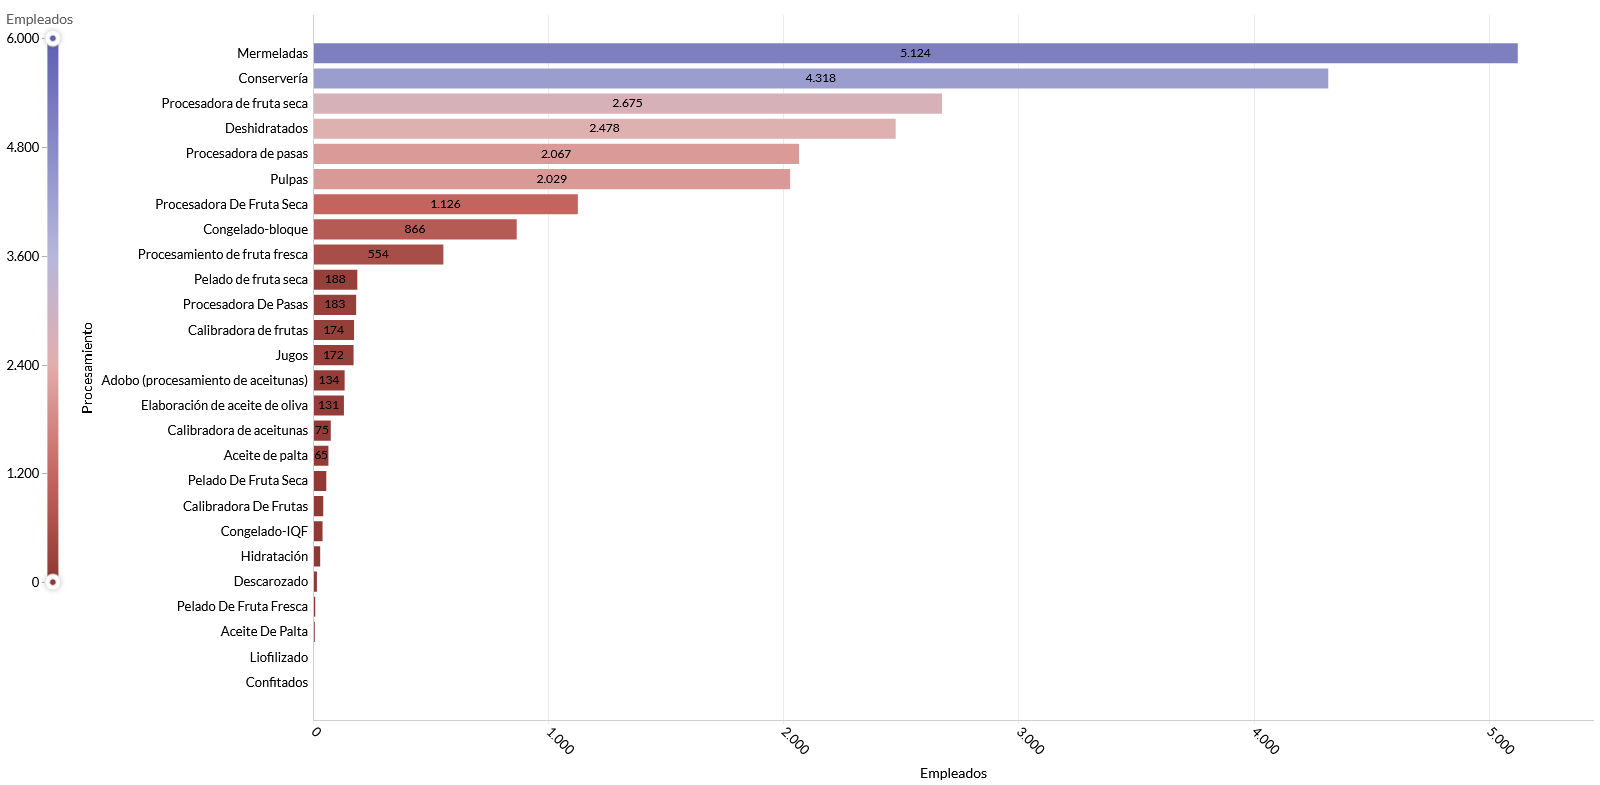 Empleados
6.000
4.800
3.600
2.400
1.200
0
Procesamiento
Mermeladas 5.124
Conservería 4.318
Procesadora de fruta seca 2.675
Deshidratados 2.478
Procesadora de pasas 2.067
Pulpas 2.029
Procesadora De Fruta Seca 1.126
Congelado-bloque 866
Procesamiento de fruta fresca 554
Pelado de fruta seca 188
Procesadora De Pasas 183
Calibradora de frutas 174
Jugos 172
Adobo (procesamiento de aceitunas) 134
Elaboración de aceite de oliva 131
Calibradora de aceitunas 75
Aceite de palta 65
Pelado De Fruta Seca
Calibradora De Frutas
Congelado-IQF
Hidratación
Descarozado
Pelado De Fruta Fresca
Aceite De Palta
Liofilizado
Confitados
0 1.000 2.000 3.000 4.000 5.000
Empleados